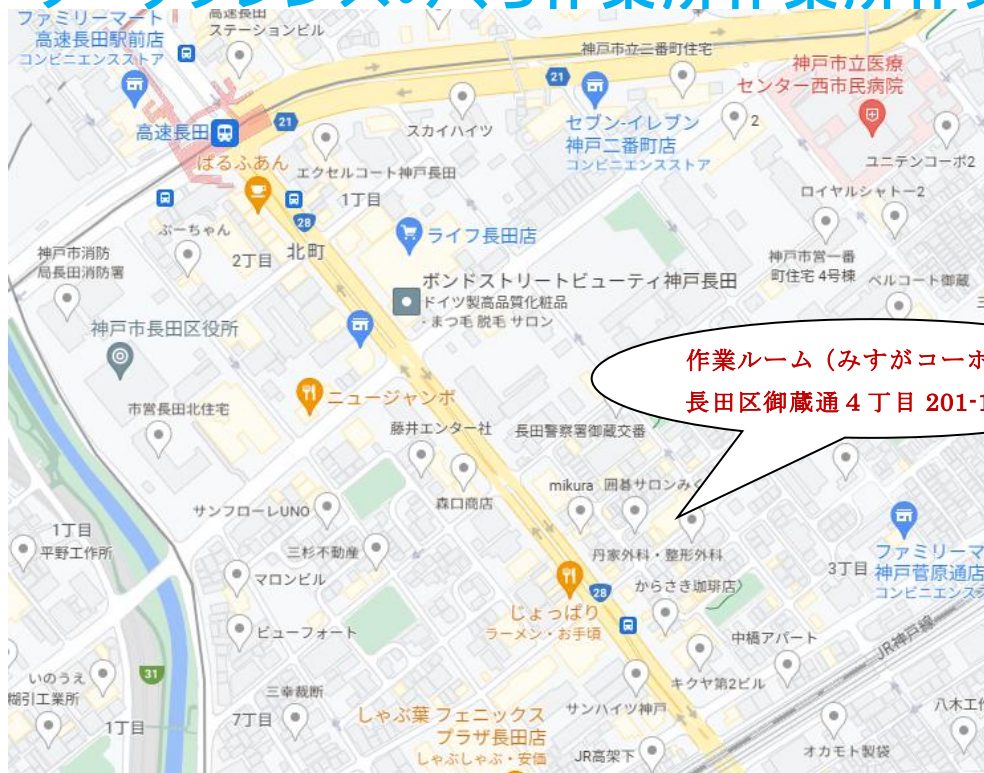 ファミリーマート
高速長田駅前店
コンビニエンスストア
高速長田
ステーションビル
神戸市立二番町住宅
神戸市立医療
センター西市民病院
21
セブン-イレブン
神戸二番町店
コンビニエンスストア
2
スカイハイツ
高速長田
21
ぱるふあん
エクセルコート神戸長田
ユニテンコーポ2
1丁目
ロイヤルシャトー2
28
ぶーちゃん
ライフ長田店
神戸市消防
局長田消防署
2丁目
北町
神戸市営一番
町住宅 4号棟
ベルコート御蔵
ボンドストリートビューティ神戸長田
ドイツ製高品質化粧品
・まつ毛 脱毛 サロン
神戸市長田区役所
作業ルーム（みすがコーポ
長田区御蔵通４丁目 201-1
ニュージャンボ
市営長田北住宅
藤井エンター社
長田警察署御蔵交番
mikura
囲碁サロンみく
森口商店
サンフローレUNO
1丁目
平野工作所
三杉不動産
丹家外科・整形外科
ファミリーマ
神戸菅原通店
コンビニエンスス
3丁目
マロンビル
28
からさき珈琲店
じょっぱり
ラーメン・お手頃
ビューフォート
中橋アパート
JR神戸線
いのうえ
糊引工業所
31
キクヤ第2ビル
三幸裁断
サンハイツ神戸
八木工作
1丁目
7丁目
しゃぶ葉 フェニックス
プラザ長田店
しゃぶしゃぶ・安価
JR高架下
オカモト製袋